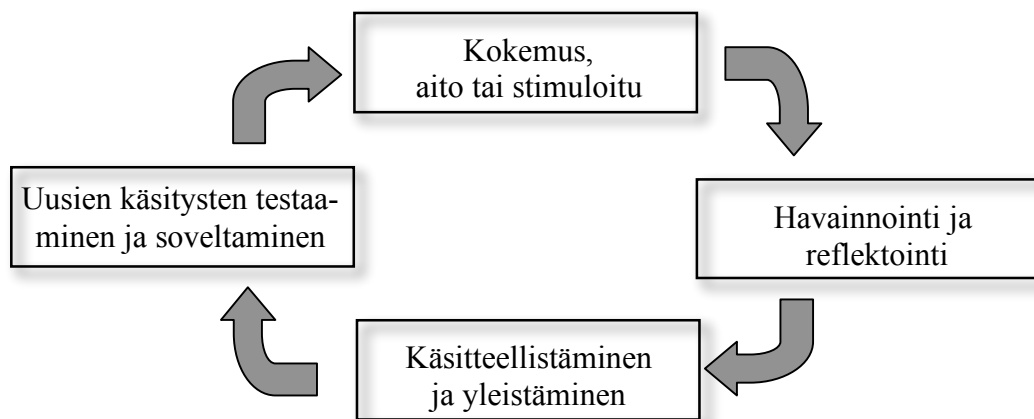 Kokemus,
aito tai stimuloitu
Havainnointi ja
reflektointi
Käsitteellistäminen
ja yleistäminen
Uusien käsitysten testaa-
minen ja soveltaminen